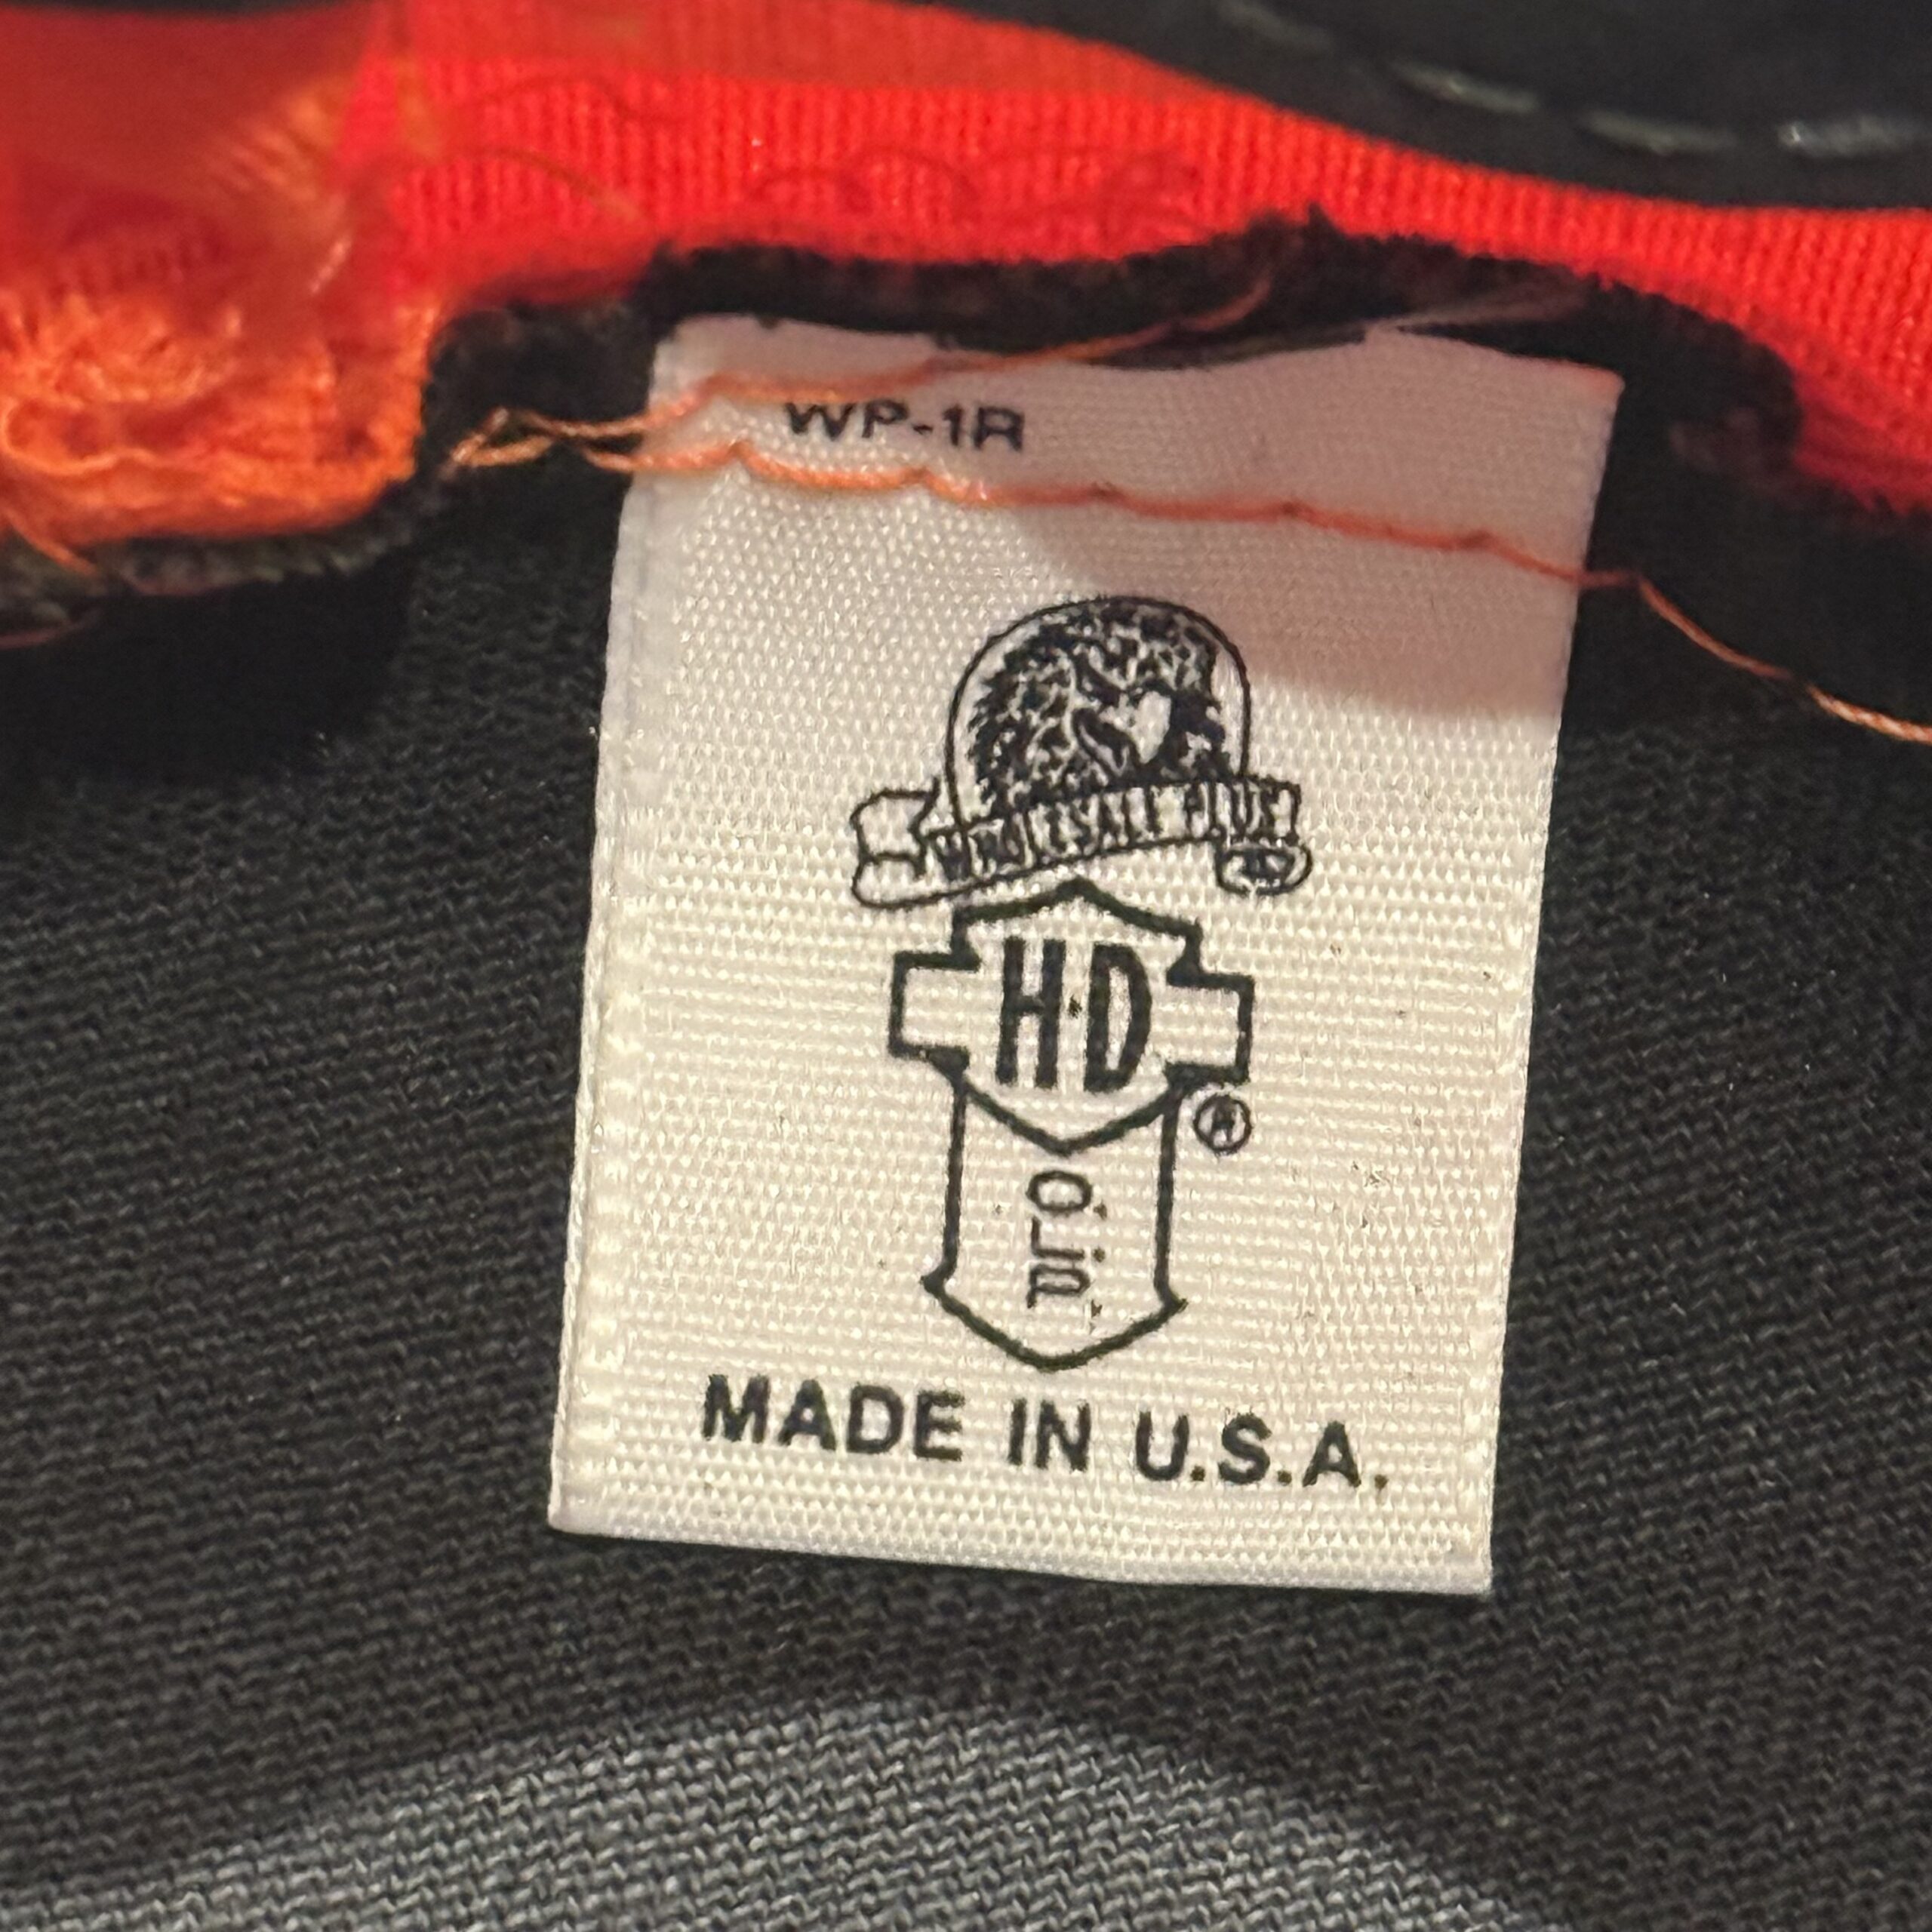 WP-1R
WHOLESALE PLUS
H-D
®
MADE IN U.S.A.